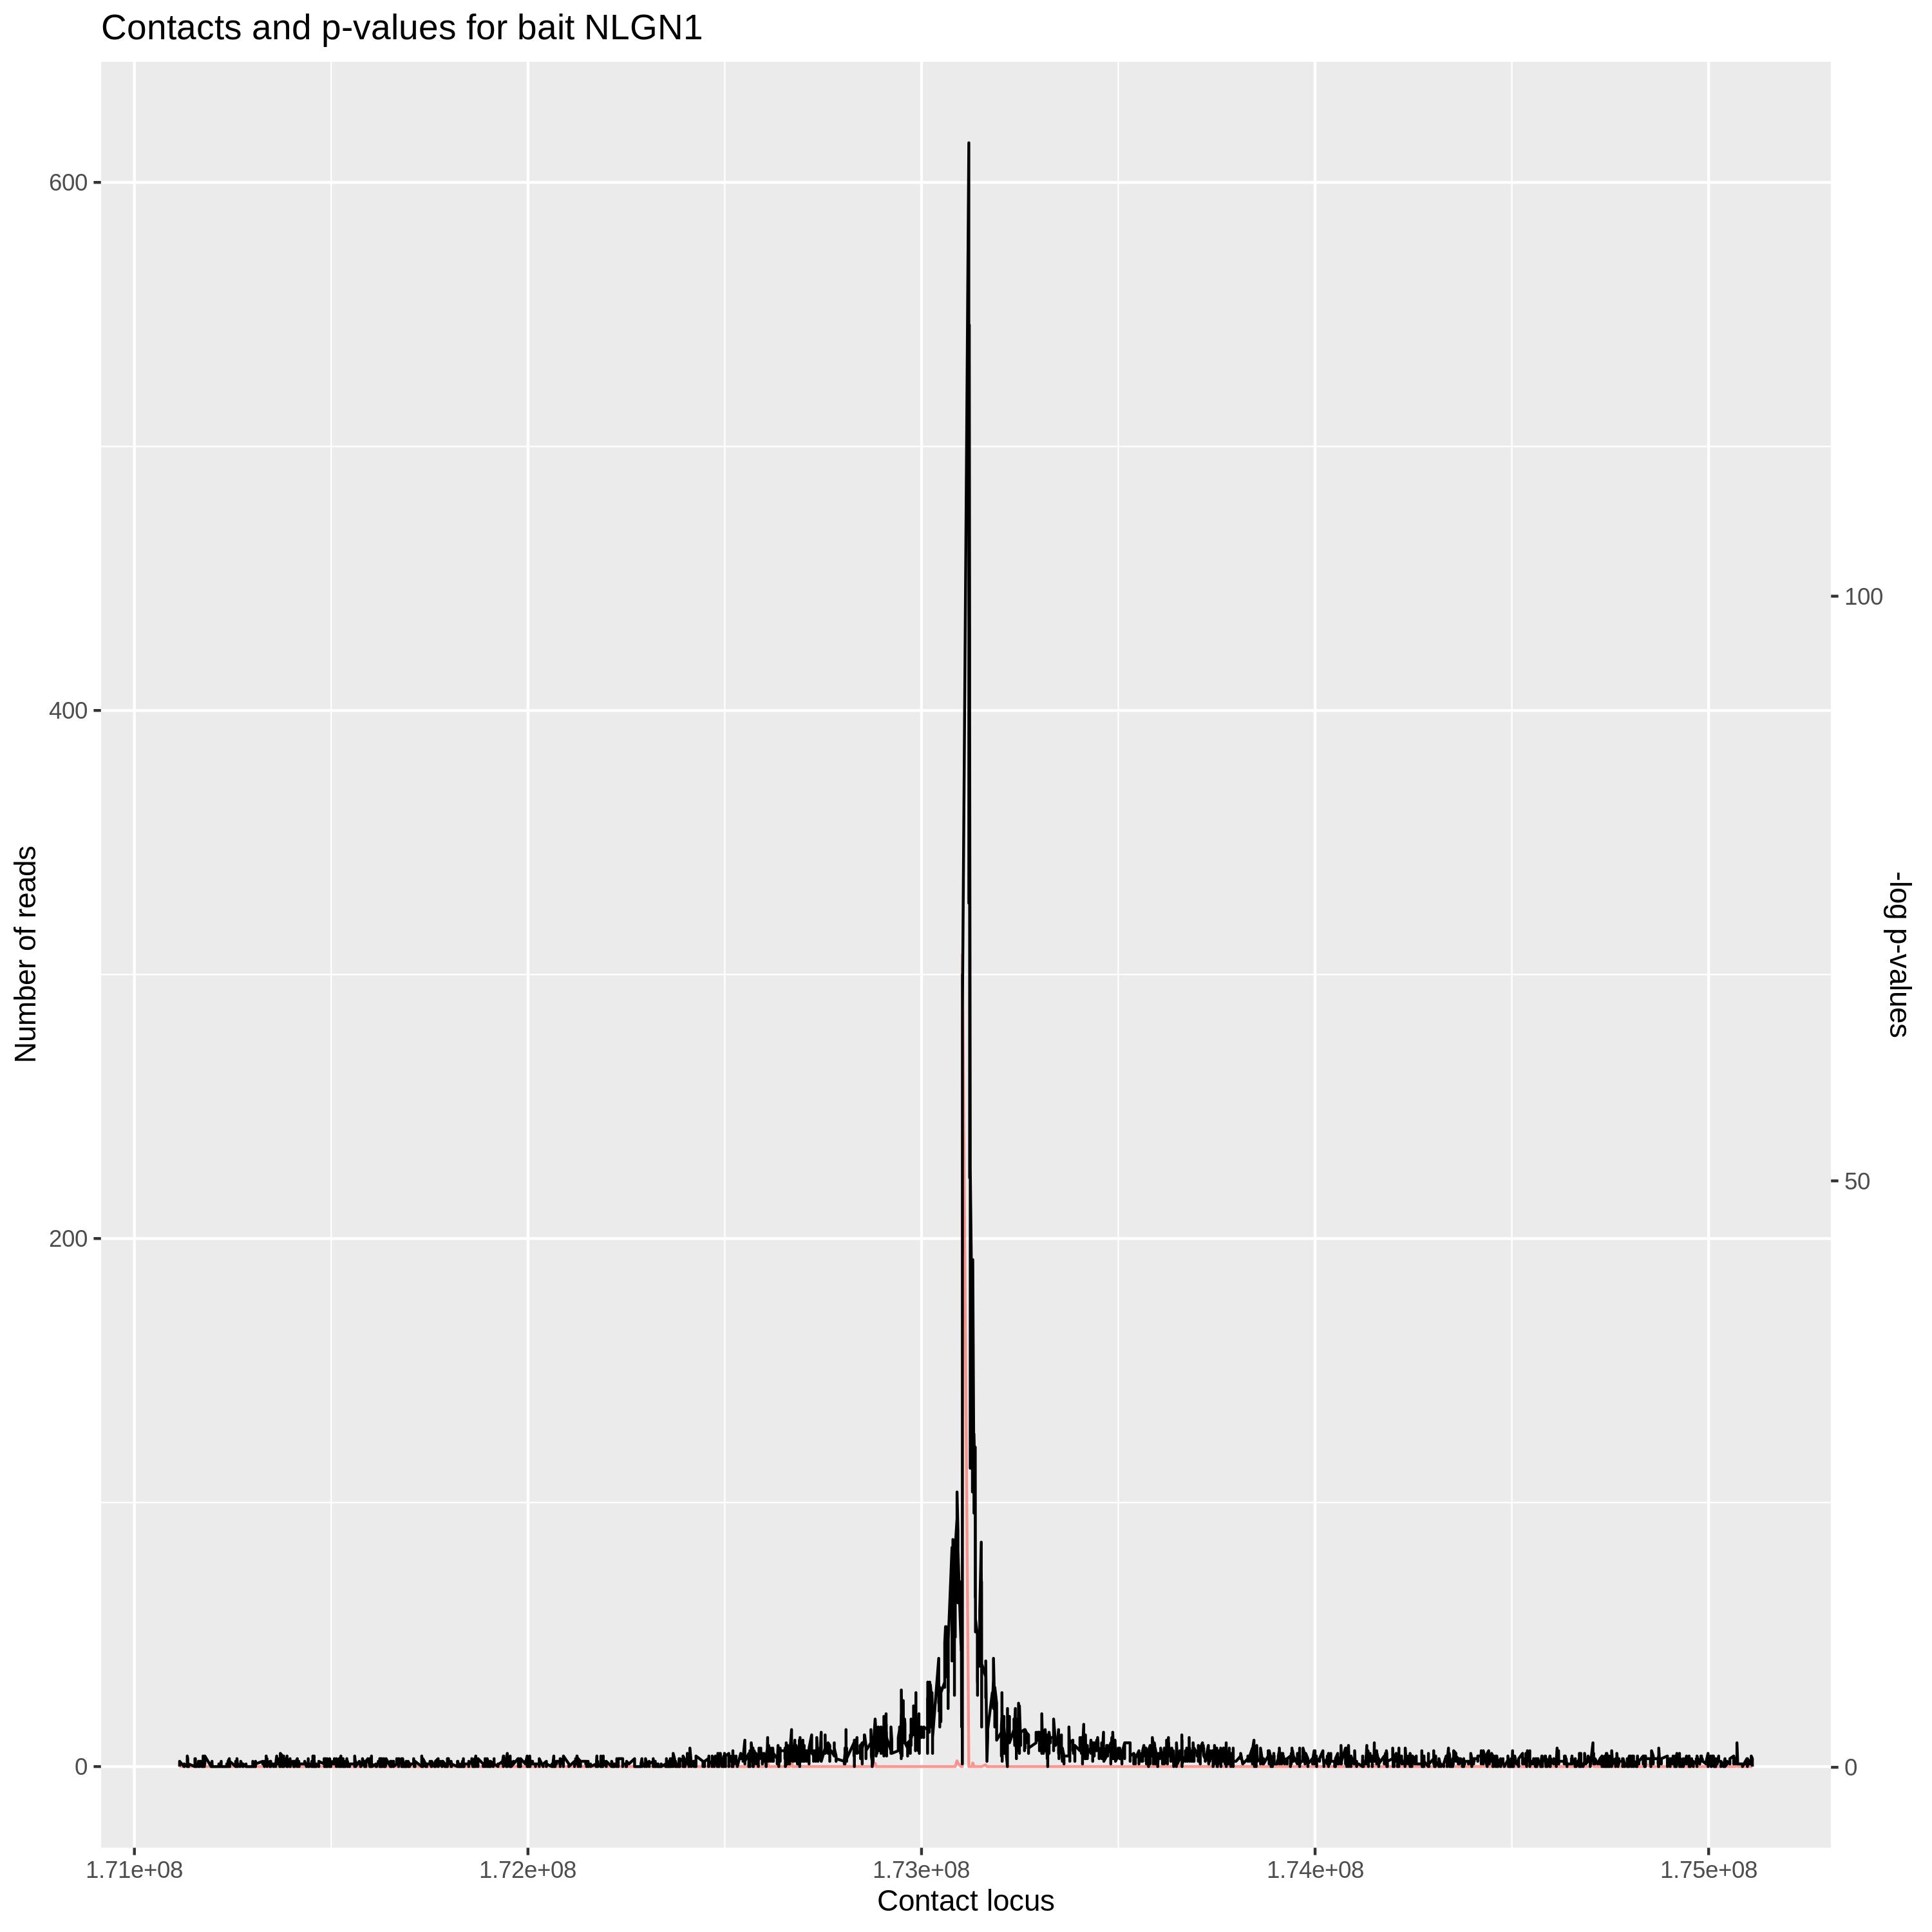 Contacts and p-values for bait NLGN1
600
400
200
0
Number of reads
100
50
0
-log p-values
1.71e+08
1.72e+08
1.73e+08
1.74e+08
1.75e+08
Contact locus